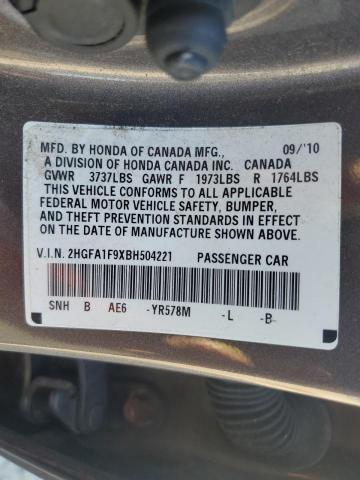 MFD. BY HONDA OF CANADA MFG., 09/'10
A DIVISION OF HONDA CANADA INC. CANADA
GVWR 3737LBS GAWR F 1973LBS R 1764LBS
THIS VEHICLE CONFORMS TO ALL APPLICABLE
FEDERAL MOTOR VEHICLE SAFETY, BUMPER,
AND THEFT PREVENTION STANDARDS IN EFFECT
ON THE DATE OF MANUFACTURE SHOWN ABOVE.
V.I.N. 2HGFA1F9XBH504221 PASSENGER CAR
SNH B AE6 -YR578M -L -B-